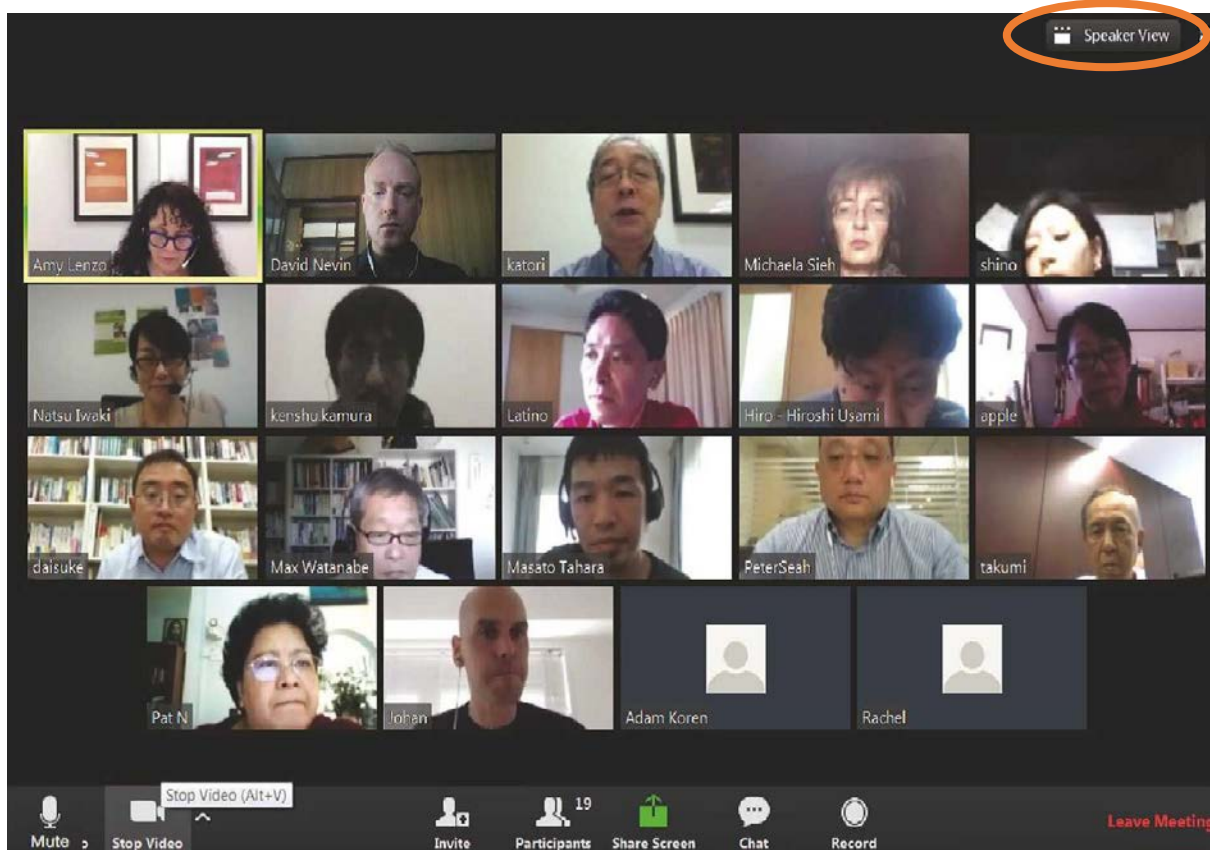 Speaker View
Amy Lenzo
David Nevin
katori
Michaela Sieh
shino
Natsu Iwaki
kenshu.kamura
Latino
Hiro - Hiroshi Usami
apple
daisuke
Max Watanabe
Masato Tahara
PeterSeah
takumi
Pat N
Johan
Adam Koren
Rachel
Stop Video (Alt+V)
19
Mute
Stop Video
Invite
Participants
Share Screen
Chat
Record
Leave Meeting